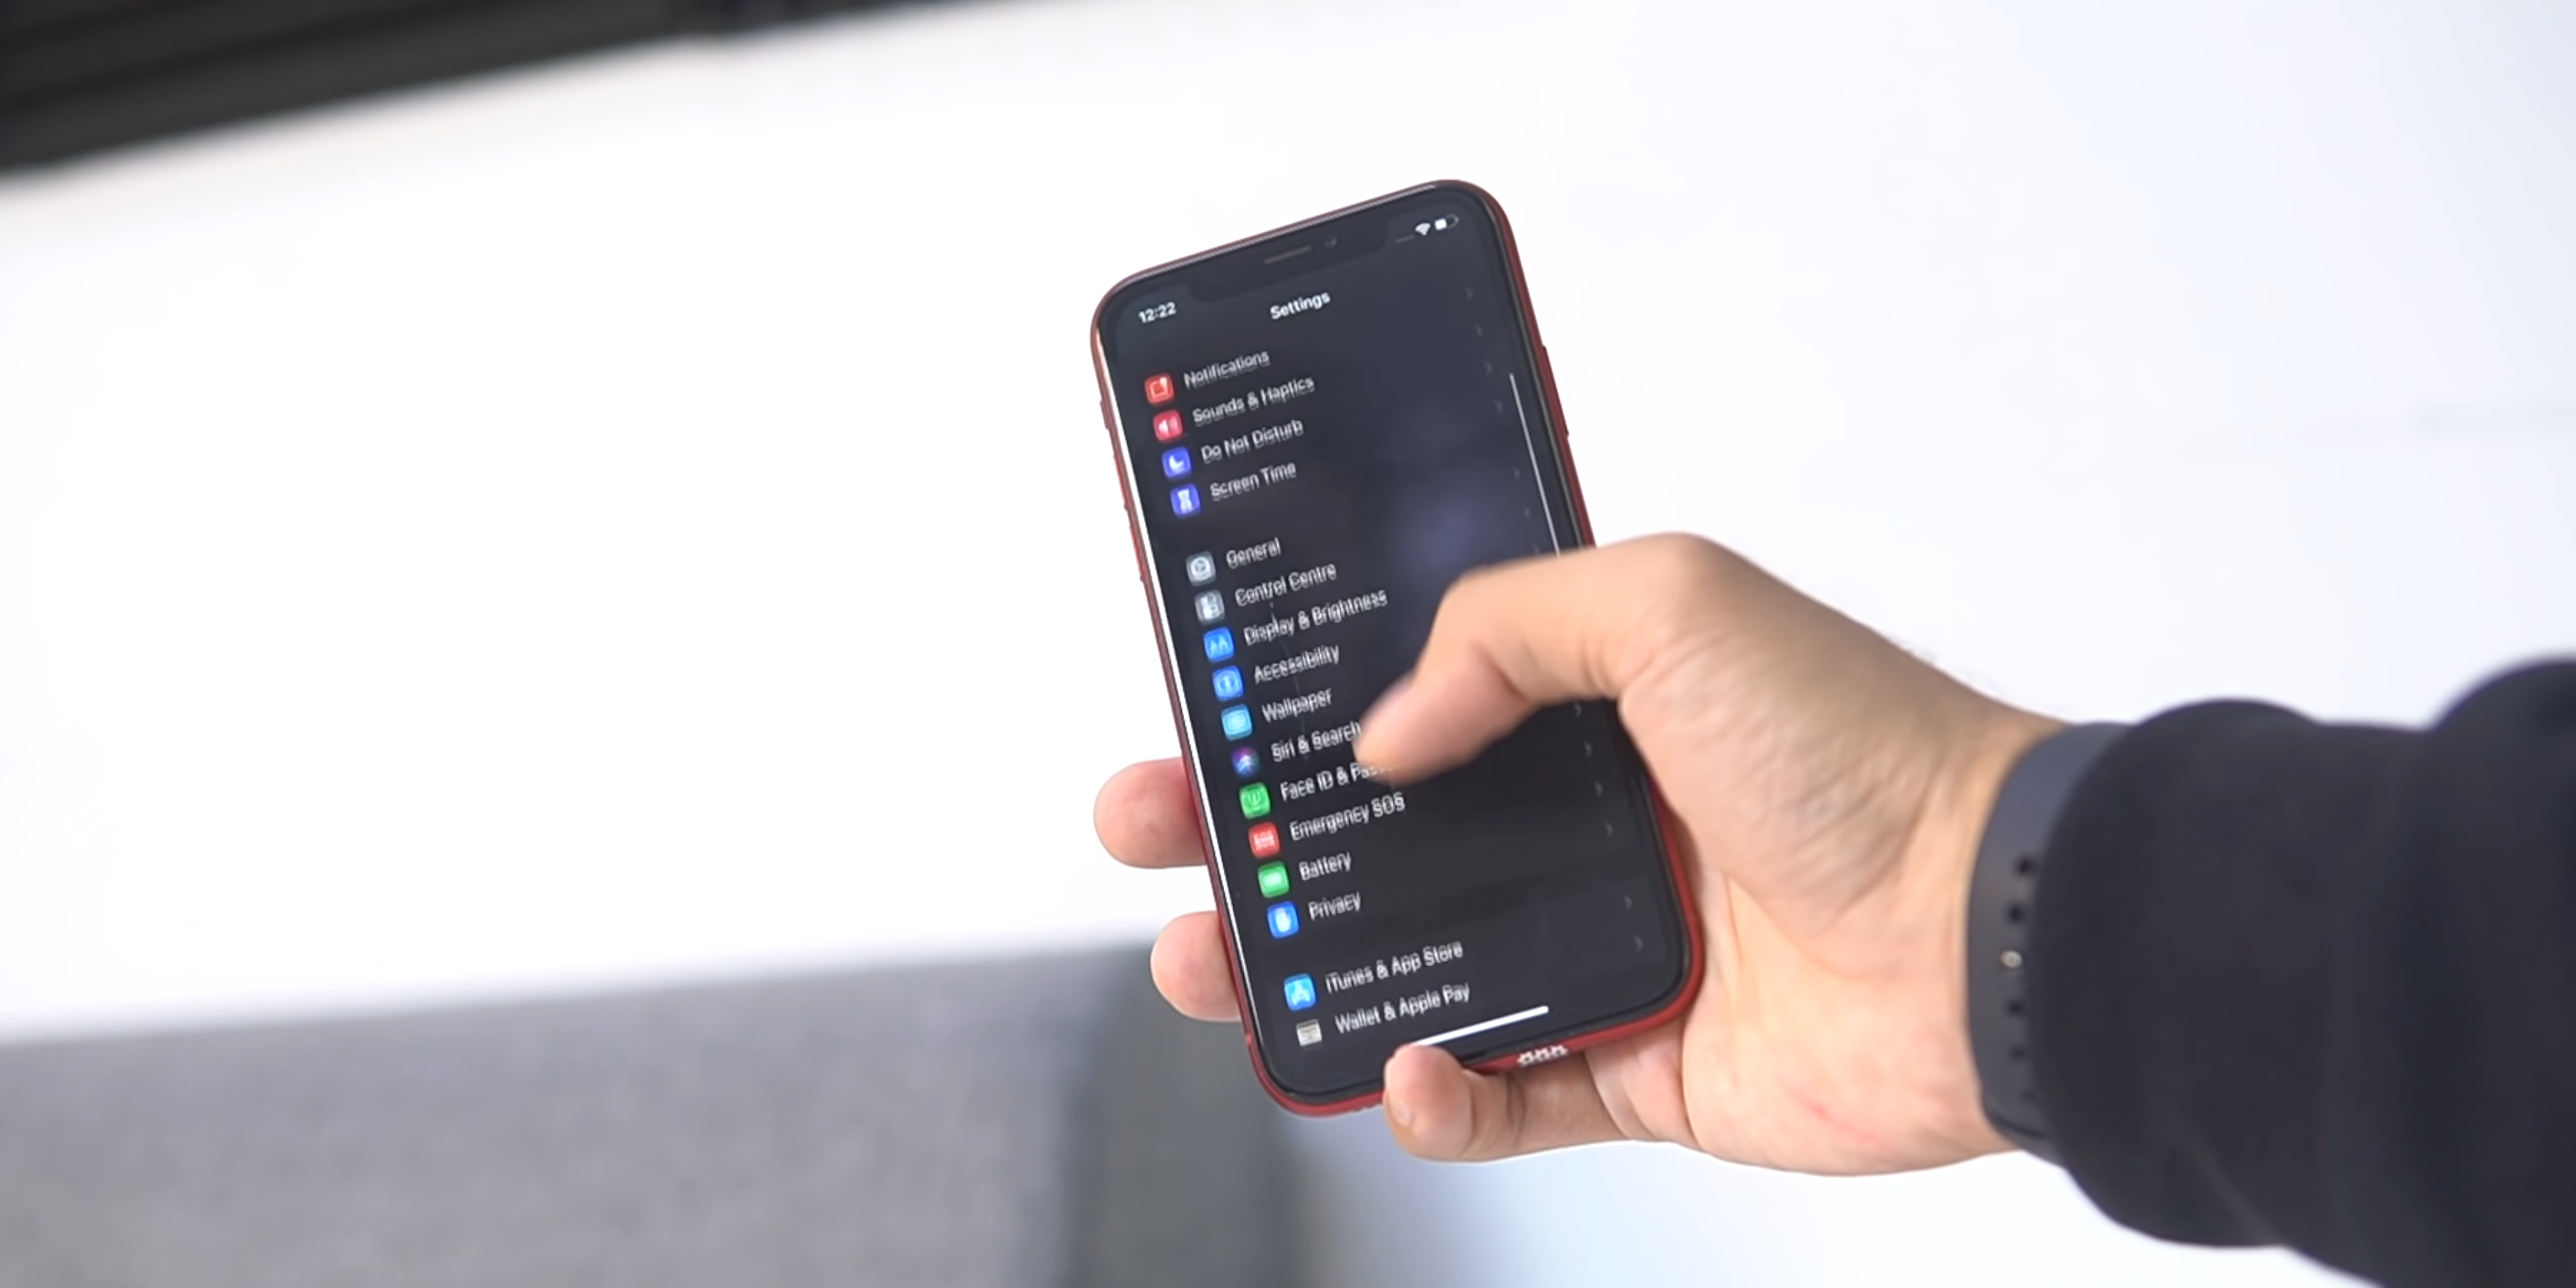 12:22
Settings
Notifications
Sounds & Haptics
Do Not Disturb
Screen Time
General
Control Centre
Display & Brightness
Accessibility
Wallpaper
Siri & Search
Face ID &
Emergency SOS
Battery
Privacy
iTunes & App Store
Wallet & Apple Pay